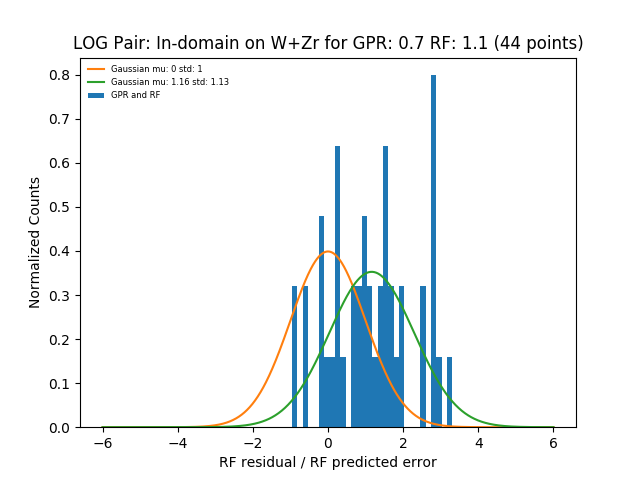 LOG Pair: In-domain on W+Zr for GPR: 0.7 RF: 1.1 (44 points)
Gaussian mu: 0 std: 1
Gaussian mu: 1.16 std: 1.13
GPR and RF
Normalized Counts
0.8
0.7
0.6
0.5
0.4
0.3
0.2
0.1
0.0
−6 −4 −2 0 2 4 6
RF residual / RF predicted error